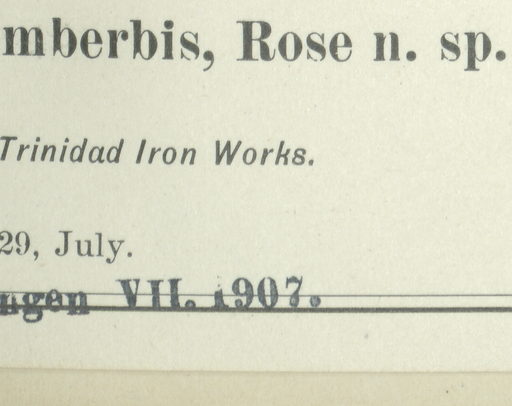 mberbis, Rose n. sp.
Trinidad Iron Works.
29, July.
ngen VII. 1907.